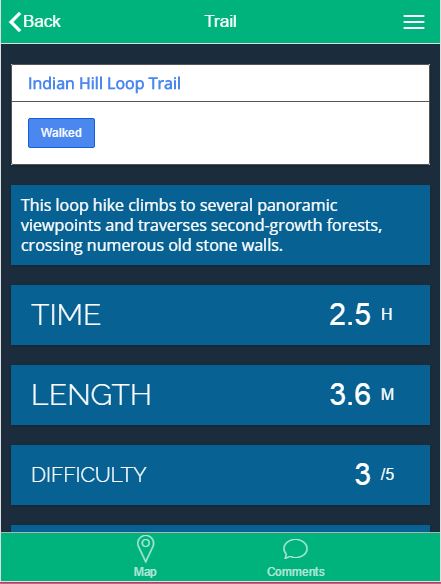 Back Trail
Indian Hill Loop Trail
Walked
This loop hike climbs to several panoramic
viewpoints and traverses second-growth forests,
crossing numerous old stone walls.
TIME 2.5 H
LENGTH 3.6 M
DIFFICULTY 3 /5
Map Comments